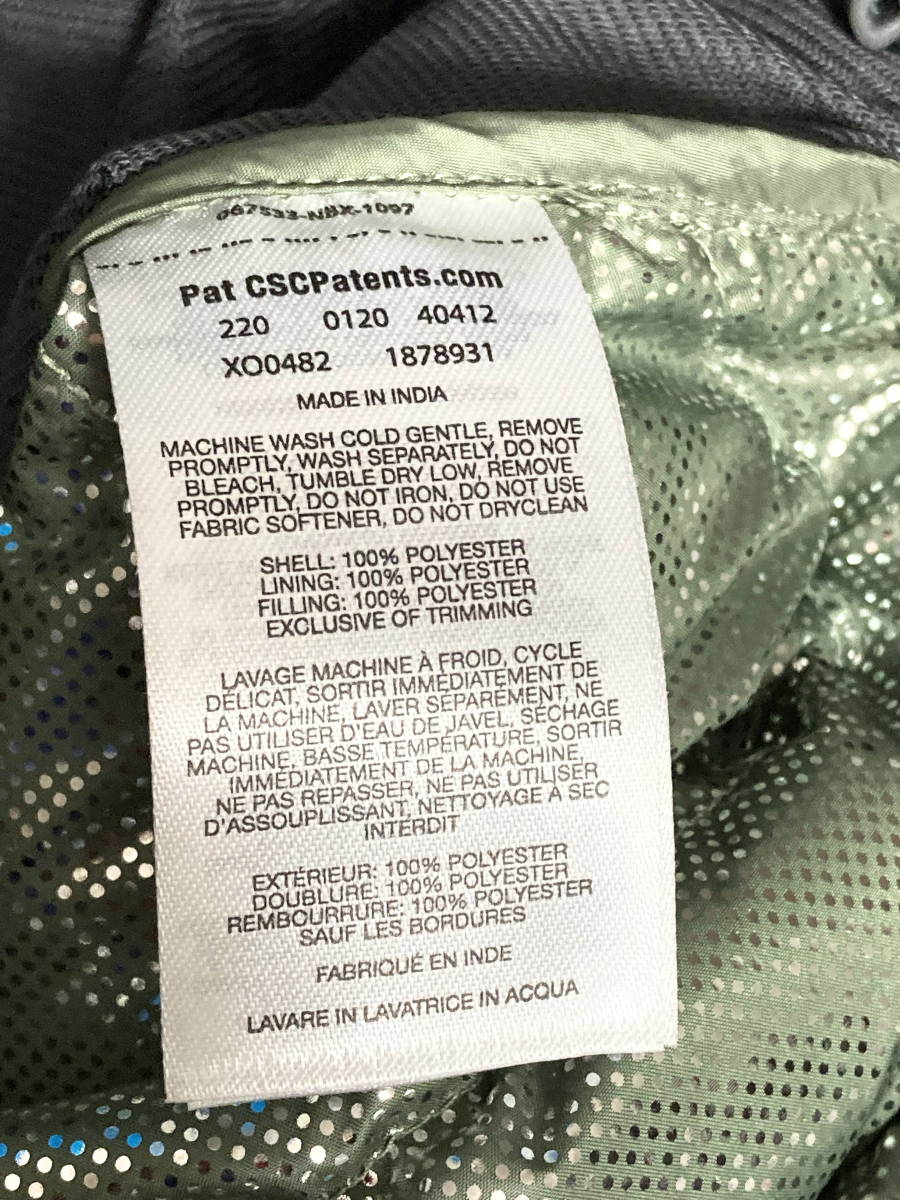 067533-NBX-1097
Pat CSCPatents.com
220 0120 40412
XO0482 1878931
MADE IN INDIA
MACHINE WASH COLD GENTLE, REMOVE
PROMPTLY, WASH SEPARATELY, DO NOT
BLEACH, TUMBLE DRY LOW, REMOVE
PROMPTLY, DO NOT IRON, DO NOT USE
FABRIC SOFTENER, DO NOT DRYCLEAN
SHELL: 100% POLYESTER
LINING: 100% POLYESTER
FILLING: 100% POLYESTER
EXCLUSIVE OF TRIMMING
LAVAGE MACHINE À FROID, CYCLE
DÉLICAT, SORTIR IMMÉDIATEMENT DE
LA MACHINE, LAVER SÉPARÉMENT, NE
PAS UTILISER D'EAU DE JAVEL, SÉCHAGE
MACHINE, BASSE TEMPÉRATURE, SORTIR
IMMÉDIATEMENT DE LA MACHINE,
NE PAS REPASSER, NE PAS UTILISER
D'ASSOUPLISSANT, NETTOYAGE À SEC
INTERDIT
EXTÉRIEUR: 100% POLYESTER
DOUBLURE: 100% POLYESTER
REMBOURRURE: 100% POLYESTER
SAUF LES BORDURES
FABRIQUÉ EN INDE
LAVARE IN LAVATRICE IN ACQUA